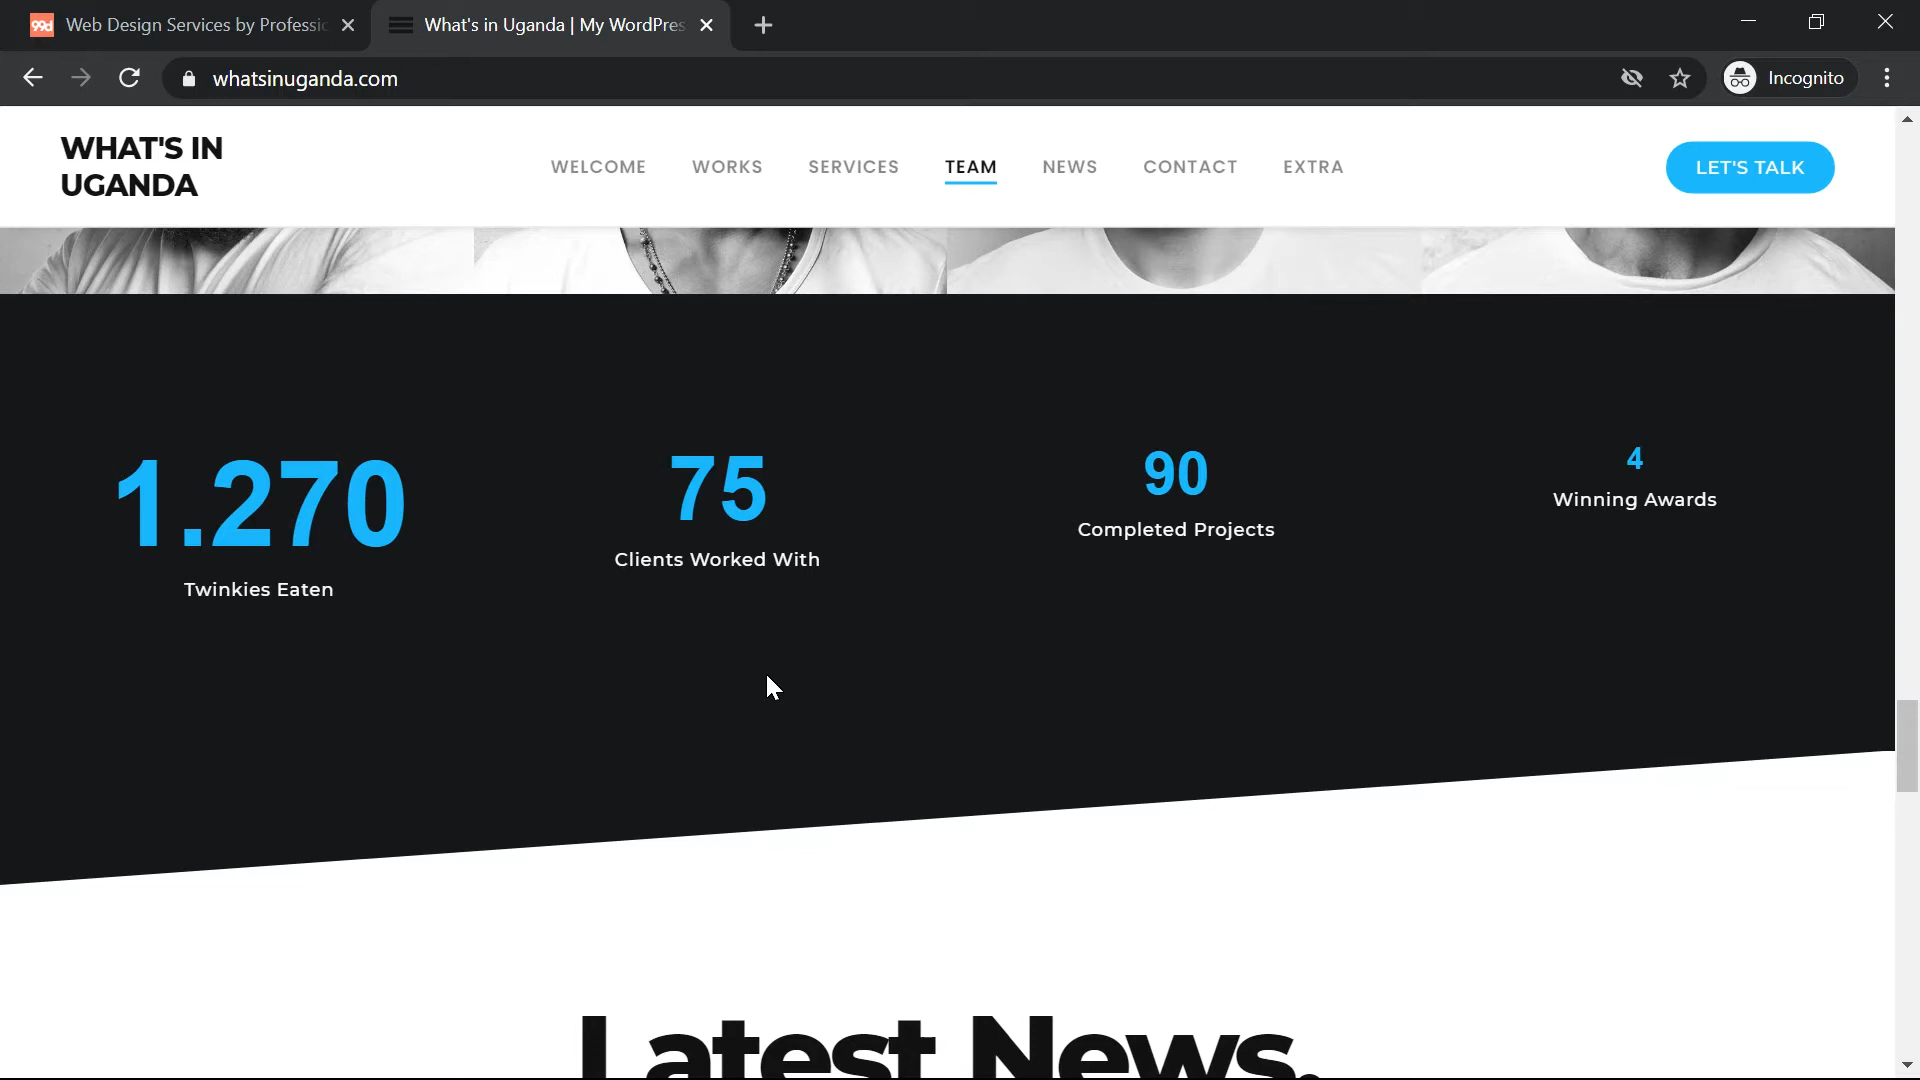 99d Web Design Services by Professi
What's in Uganda | My WordPres
whatsinuganda.com
Incognito
WHAT'S IN
UGANDA
WELCOME
WORKS
SERVICES
TEAM
NEWS
CONTACT
EXTRA
LET'S TALK
1.270
Twinkies Eaten
75
Clients Worked With
90
Completed Projects
4
Winning Awards
Latest News.